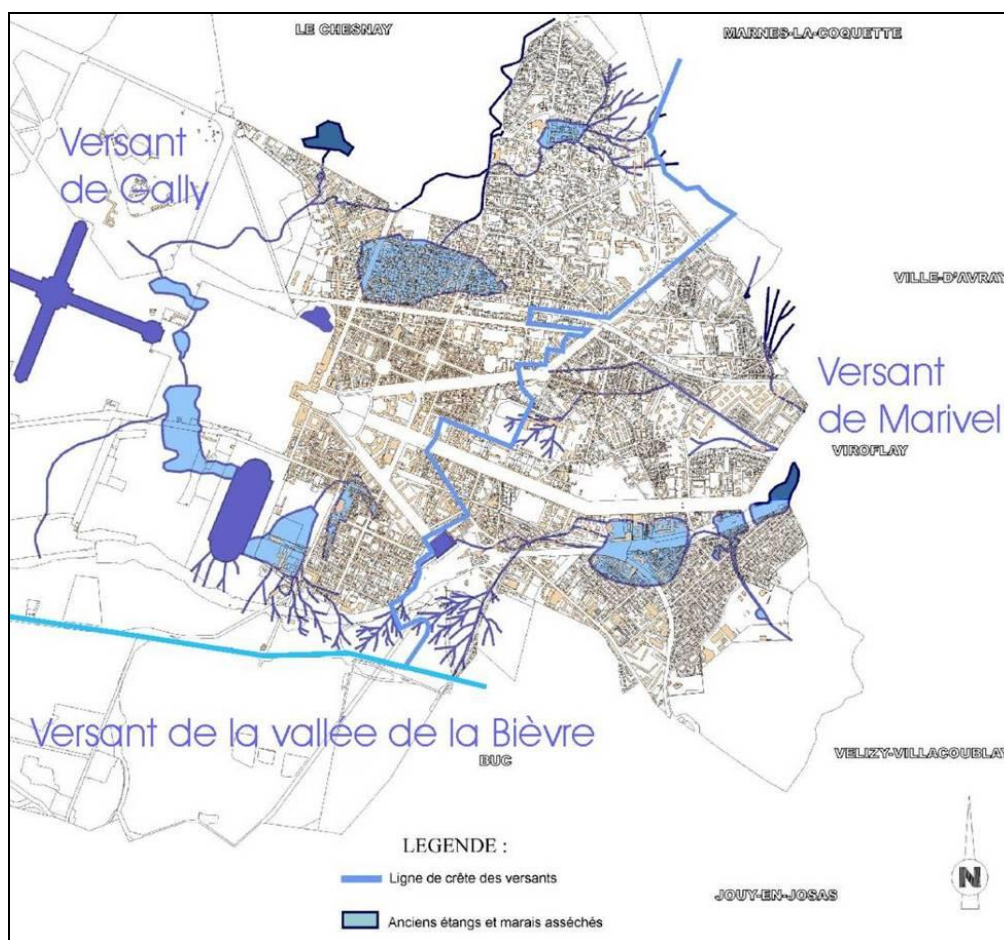 LE CHESNAY
MARNES-LA-COQUETTE
Versant
de Gally
VILLE-D'AVRAY
Versant
de Marivel
VIROFLAY
Versant de la vallée de la Bièvre
BUC
VELIZY-VILLACOUBLAY
LEGENDE :
Ligne de crête des versants
N
JOUY-EN-JOSAS
Anciens étangs et marais asséchés